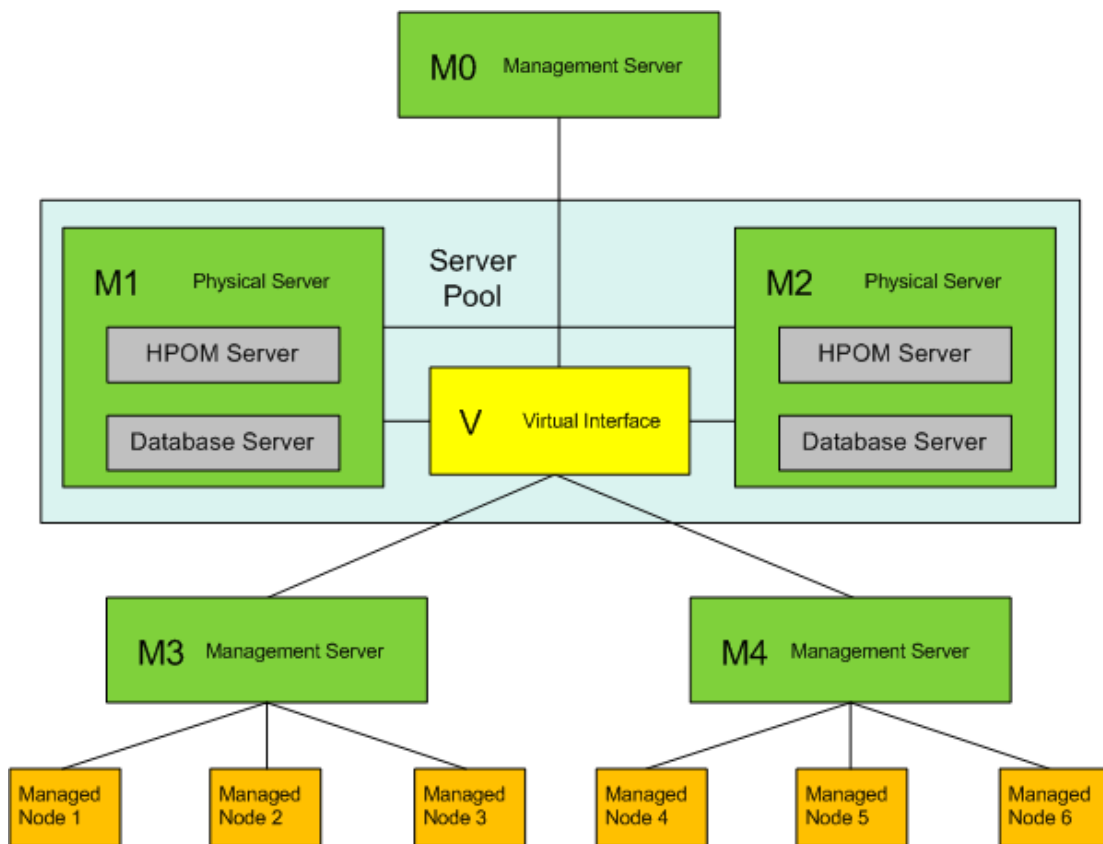 M0 Management Server
Server
Pool
M1 Physical Server
HPOM Server
Database Server
M2 Physical Server
HPOM Server
Database Server
V Virtual Interface
M3 Management Server
M4 Management Server
Managed
Node 1
Managed
Node 2
Managed
Node 3
Managed
Node 4
Managed
Node 5
Managed
Node 6